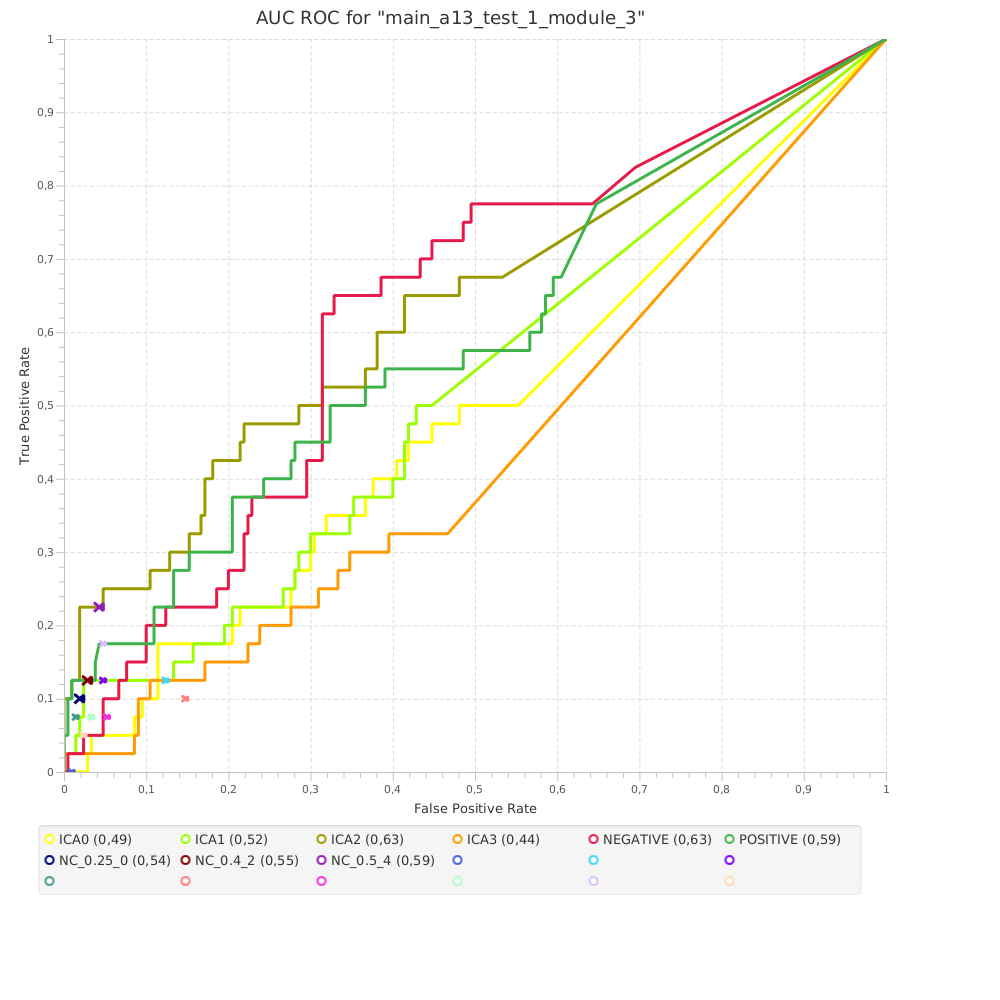 AUC ROC for "main_a13_test_1_module_3"
1
0,9
0,8
0,7
0,6
0,5
0,4
0,3
0,2
0,1
0
True Positive Rate
0 0,1 0,2 0,3 0,4 0,5 0,6 0,7 0,8 0,9 1
False Positive Rate
ICA0 (0,49) ICA1 (0,52) ICA2 (0,63) ICA3 (0,44) NEGATIVE (0,63) POSITIVE (0,59)
NC_0.25_0 (0,54) NC_0.4_2 (0,55) NC_0.5_4 (0,59)